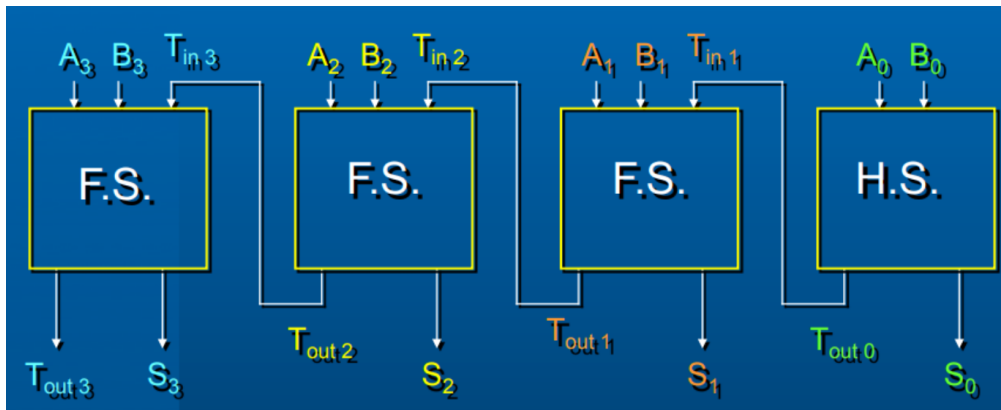 A3 B3 Tin 3 A2 B2 Tin 2 A1 B1 Tin 1 A0 B0
F.S. F.S. F.S. H.S.
Tout 2 Tout 1 Tout 0
Tout 3 S3 S2 S1 S0